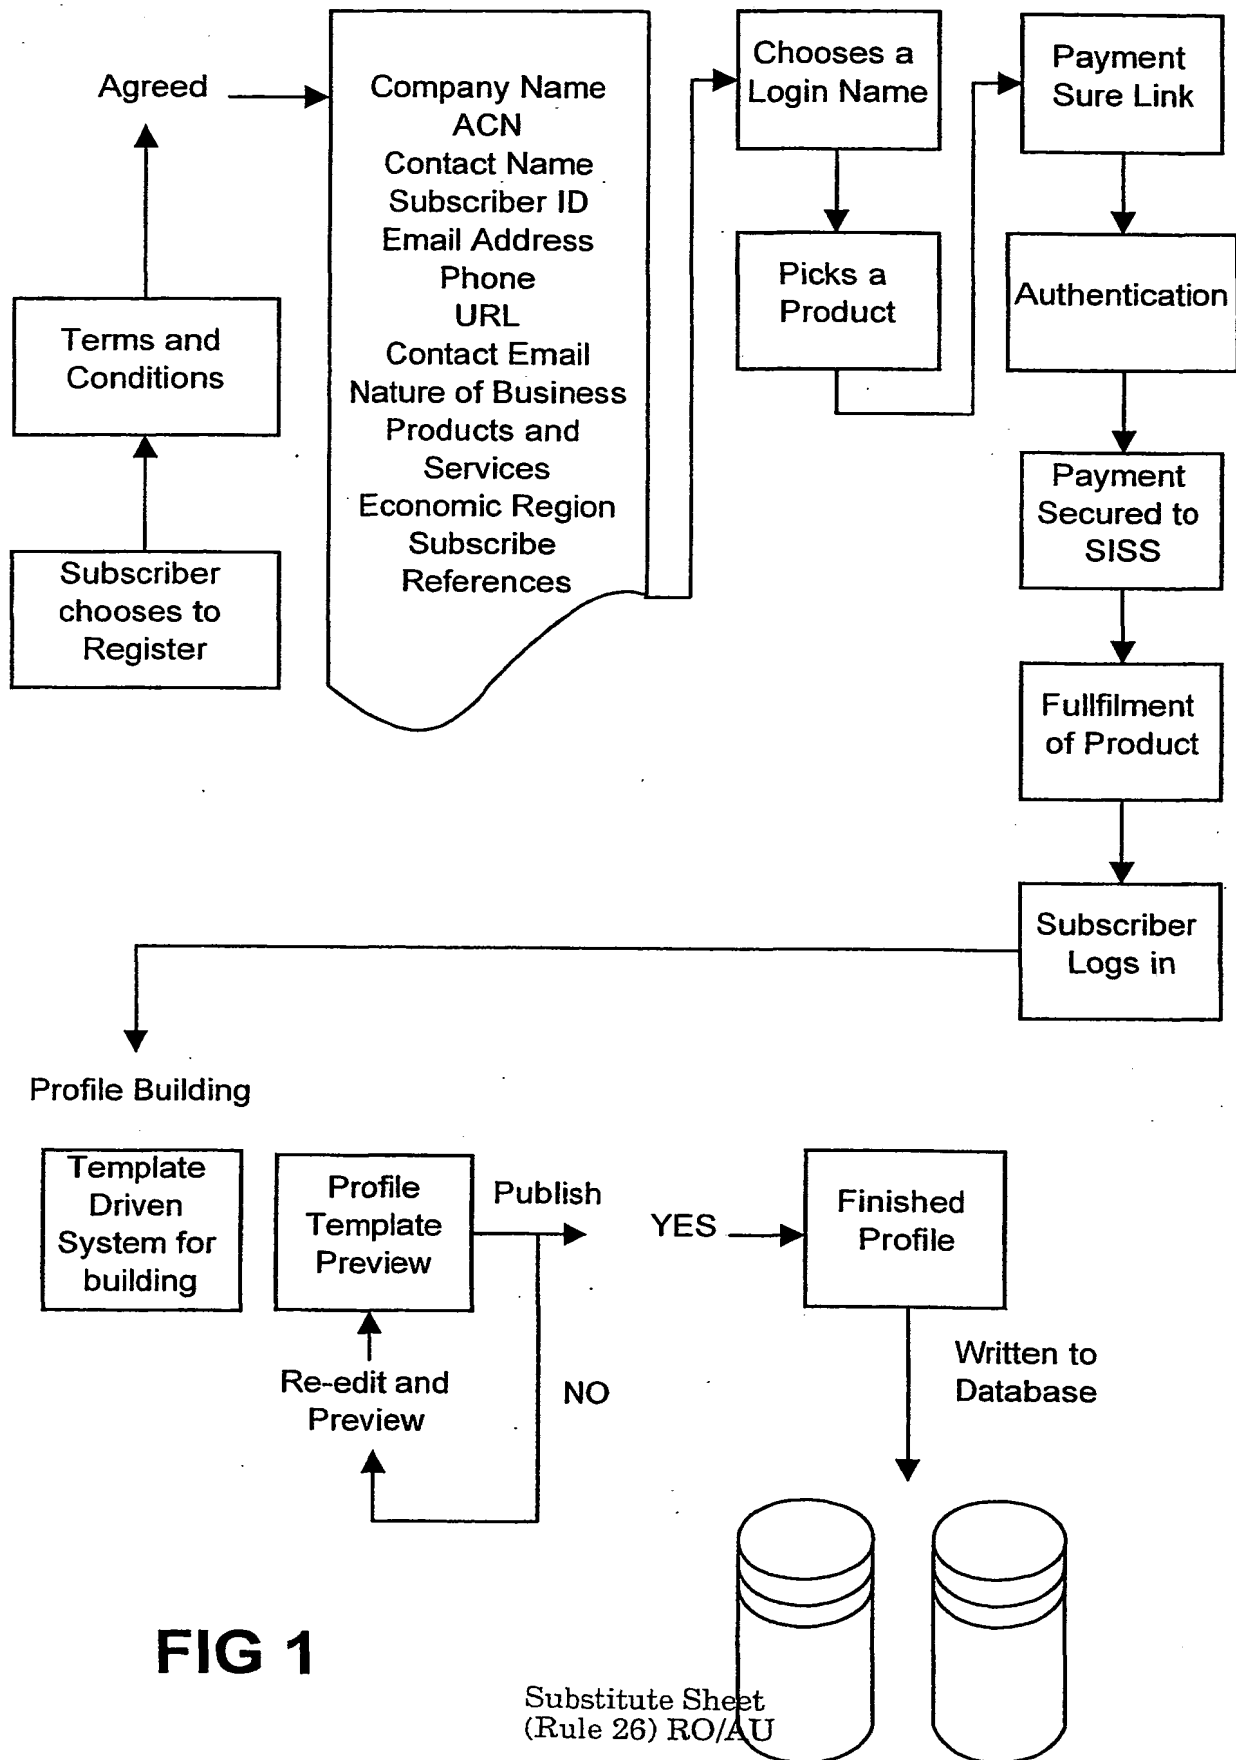 Agreed
Terms and
Conditions
Subscriber
chooses to
Register
Company Name
ACN
Contact Name
Subscriber ID
Email Address
Phone
URL
Contact Email
Nature of Business
Products and
Services
Economic Region
Subscribe
References
Chooses a
Login Name
Picks a
Product
Payment
Sure Link
Authentication
Payment
Secured to
SISS
Fullfilment
of Product
Subscriber
Logs in
Profile Building
Template
Driven
System for
building
Profile
Template
Preview
Publish
Re-edit and
Preview
NO
YES
Finished
Profile
Written to
Database
FIG 1
Substitute Sheet
(Rule 26) RO/AU